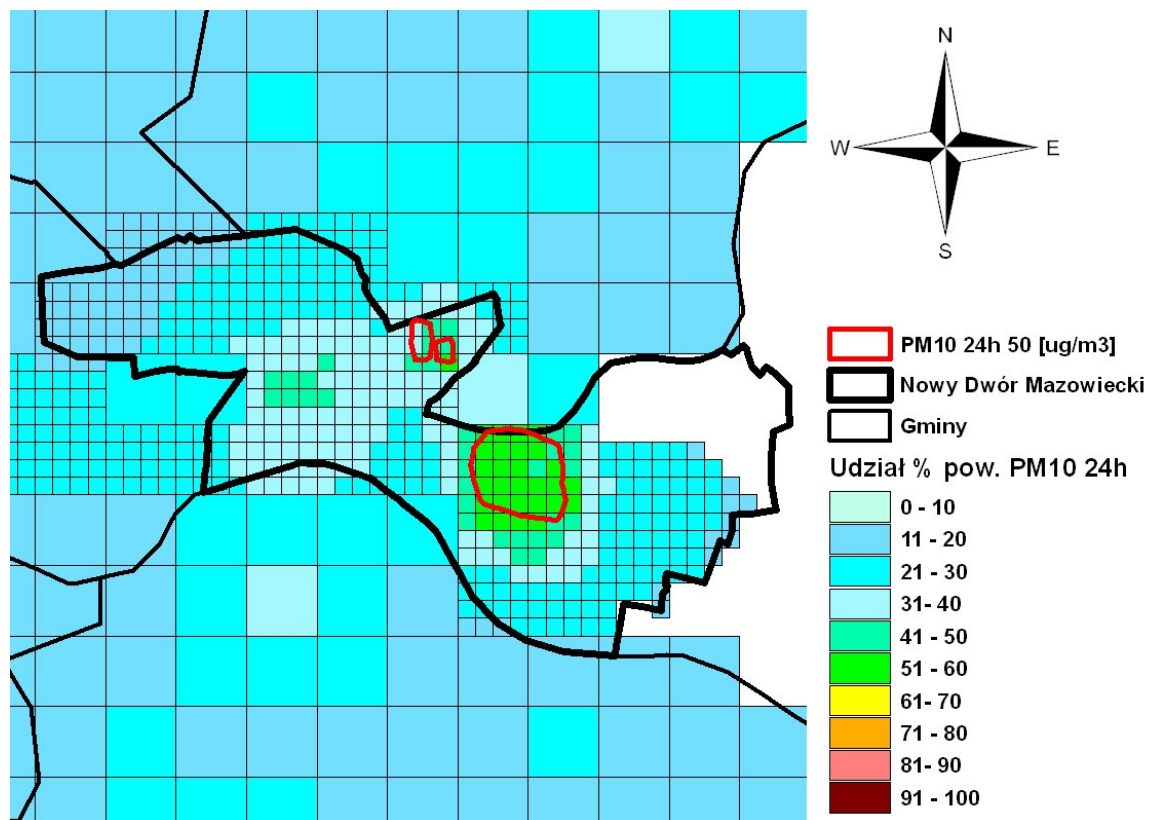 N
W E
S
PM10 24h 50 [ug/m3]
Nowy Dwór Mazowiecki
Gminy
Udział % pow. PM10 24h
0 - 10
11 - 20
21 - 30
31- 40
41 - 50
51 - 60
61- 70
71 - 80
81- 90
91 - 100